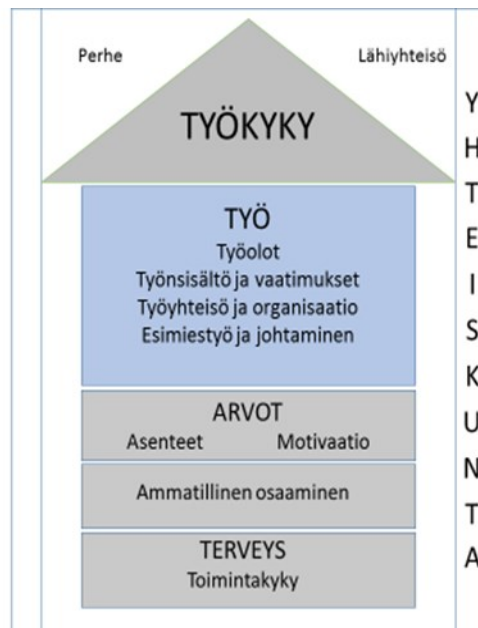 Perhe Lähiyhteisö
TYÖKYKY
TYÖ
Työolot
Työnsisältö ja vaatimukset
Työyhteisö ja organisaatio
Esimiestyö ja johtaminen
ARVOT
Asenteet Motivaatio
Ammatillinen osaaminen
TERVEYS
Toimintakyky
Y
H
T
E
I
S
K
U
N
T
A